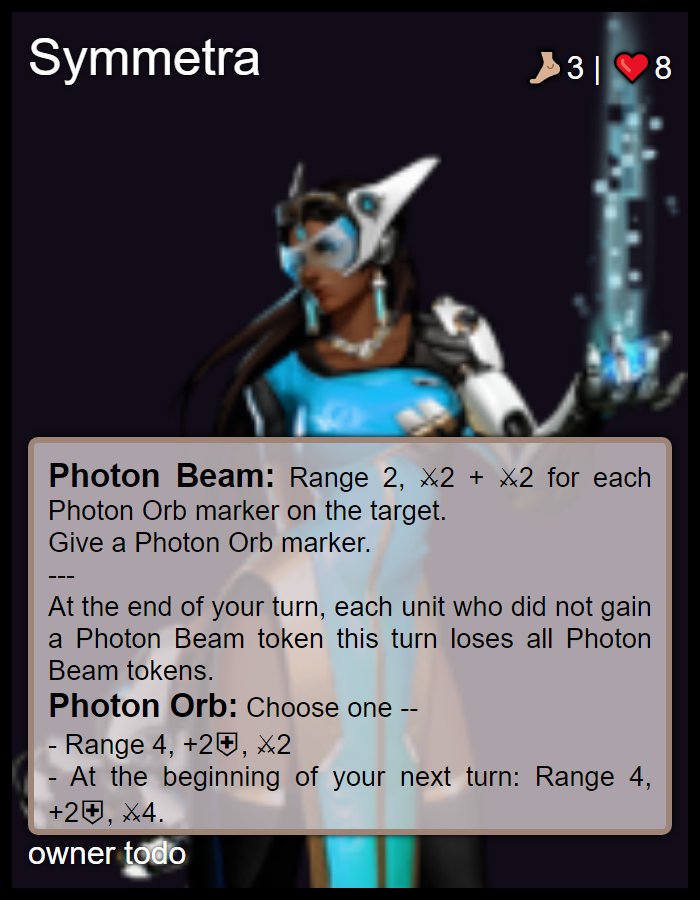 Symmetra
🦶3 | ❤️8
Photon Beam: Range 2, ⚔2 + ⚔2 for each
Photon Orb marker on the target.
Give a Photon Orb marker.
---
At the end of your turn, each unit who did not gain
a Photon Beam token this turn loses all Photon
Beam tokens.
Photon Orb: Choose one --
- Range 4, +2⛨, ⚔2
- At the beginning of your next turn: Range 4,
+2⛨, ⚔4.
owner todo